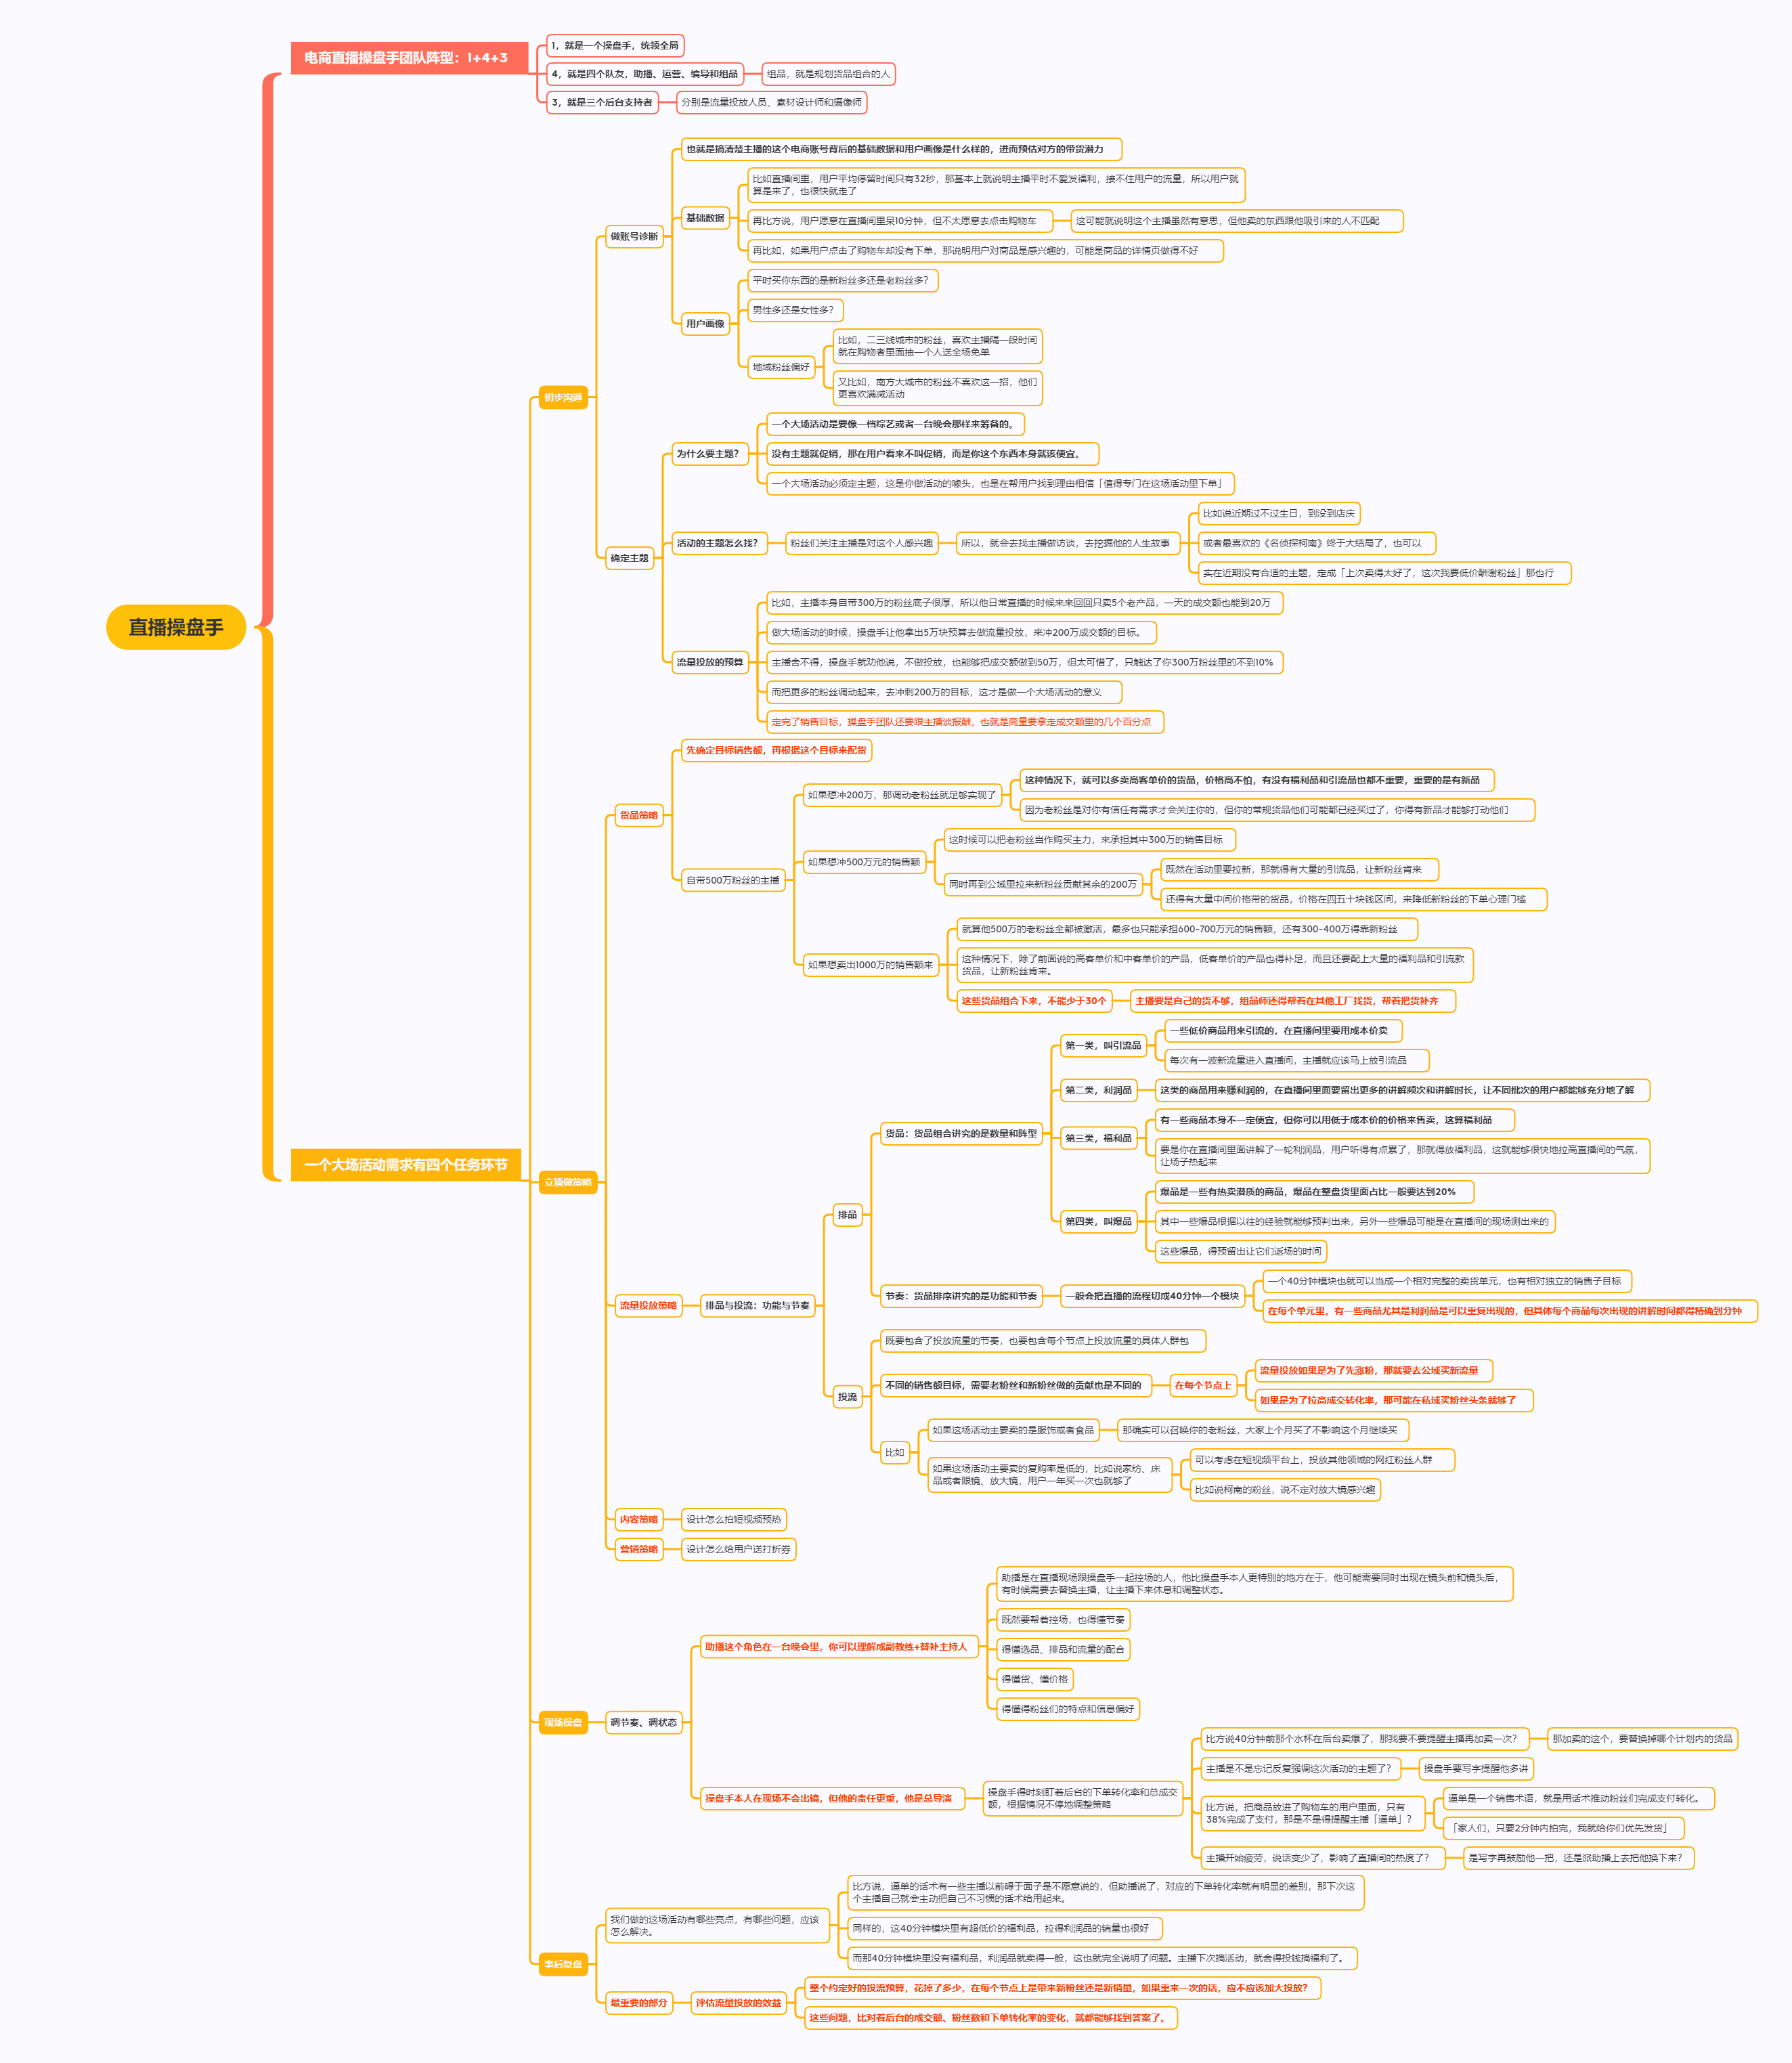 直播操盘手
电商直播操盘手团队阵型：1+4+3
1，就是一个操盘手，统领全局
4，就是四个队友，助播、运营、编导和组品
组品，就是规划货品组合的人
3，就是三个后台支持者
分别是流量投放人员、素材设计师和摄像师
一个大场活动需求有四个任务环节
初步沟通
做账号诊断
也就是搞清楚主播的这个电商账号背后的基础数据和用户画像是什么样的，进而预估对方的带货潜力
基础数据
比如直播间里，用户平均停留时间只有32秒，那基本上就说明主播平时不爱发福利，接不住用户的流量，所以用户就
算是来了，也很快就走了
再比方说，用户愿意在直播间里呆10分钟，但不太愿意去点击购物车
这可能就说明这个主播虽然有意思，但他卖的东西跟他吸引来的人不匹配
再比如，如果用户点击了购物车却没有下单，那说明用户对商品是感兴趣的，可能是商品的详情页做得不好
用户画像
平时买你东西的是新粉丝多还是老粉丝多？
男性多还是女性多？
地域粉丝偏好
比如，二三线城市的粉丝，喜欢主播隔一段时间
就在购物者里面抽一个人送全场免单
又比如，南方大城市的粉丝不喜欢这一招，他们
更喜欢满减活动
确定主题
为什么要主题？
一个大场活动是要像一档综艺或者一台晚会那样来筹备的。
没有主题就促销，那在用户看来不叫促销，而是你这个东西本身就该便宜。
一个大场活动必须定主题，这是你做活动的噱头，也是在帮用户找到理由相信「值得专门在这场活动里下单」
活动的主题怎么找？
粉丝们关注主播是对这个人感兴趣
所以，就会去找主播做访谈，去挖掘他的人生故事
比如说近期过不过生日，到没到店庆
或者最喜欢的《名侦探柯南》终于大结局了，也可以
实在近期没有合适的主题，定成「上次卖得太好了，这次我要低价酬谢粉丝」那也行
流量投放的预算
比如，主播本身自带300万的粉丝底子很厚，所以他日常直播的时候来来回回只卖5个老产品，一天的成交额也能到20万
做大场活动的时候，操盘手让他拿出5万块预算去做流量投放，来冲200万成交额的目标。
主播舍不得，操盘手就劝他说，不做投放，也能够把成交额做到50万，但太可惜了，只触达了你300万粉丝里的不到10%
而把更多的粉丝调动起来，去冲刺200万的目标，这才是做一个大场活动的意义
定完了销售目标，操盘手团队还要跟主播谈报酬，也就是商量要拿走成交额里的几个百分点
立顶做策略
货品策略
先确定目标销售额，再根据这个目标来配货
自带500万粉丝的主播
如果想冲200万，那调动老粉丝就足够实现了
这种情况下，就可以多卖高客单价的货品，价格高不怕，有没有福利品和引流品也都不重要，重要的是有新品
因为老粉丝是对你有信任有需求才会关注你的，但你的常规货品他们可能都已经买过了，你得有新品才能够打动他们
如果想冲500万元的销售额
这时候可以把老粉丝当作购买主力，来承担其中300万的销售目标
同时再到公域里拉来新粉丝贡献其余的200万
既然在活动里要拉新，那就得有大量的引流品，让新粉丝肯来
还得有大量中间价格带的货品，价格在四五十块钱区间，来降低新粉丝的下单心理门槛
如果想卖出1000万的销售额来
就算他500万的老粉丝全都被激活，最多也只能承担600-700万元的销售额，还有300-400万得靠新粉丝
这种情况下，除了前面说的高客单价和中客单价的产品，低客单价的产品也得补足，而且还要配上大量的福利品和引流款
货品，让新粉丝肯来。
这些货品组合下来，不能少于30个
主播要是自己的货不够，组品师还得帮着在其他工厂找货，帮着把货补齐
流量投放策略
排品与投流：功能与节奏
排品
货品：货品组合讲究的是数量和阵型
第一类，叫引流品
一些低价商品用来引流的，在直播间里要用成本价卖
每次有一波新流量进入直播间，主播就应该马上放引流品
第二类，利润品
这类的商品用来赚利润的，在直播间里面要留出更多的讲解频次和讲解时长，让不同批次的用户都能够充分地了解
第三类，福利品
有一些商品本身不一定便宜，但你可以用低于成本价的价格来售卖，这算福利品
要是你在直播间里面讲解了一轮利润品，用户听得有点累了，那就得放福利品，这就能够很快地拉高直播间的气氛，
让场子热起来
第四类，叫爆品
爆品是一些有热卖潜质的商品，爆品在整盘货里面占比一般要达到20%
其中一些爆品根据以往的经验就能够预判出来，另外一些爆品可能是在直播间的现场测出来的
这些爆品，得预留出让它们返场的时间
节奏：货品排序讲究的是功能和节奏
一般会把直播的流程切成40分钟一个模块
一个40分钟模块也就可以当成一个相对完整的卖货单元，也有相对独立的销售子目标
在每个单元里，有一些商品尤其是利润品是可以重复出现的，但具体每个商品每次出现的讲解时间都得精确到分钟
投流
既要包含了投放流量的节奏，也要包含每个节点上投放流量的具体人群包
不同的销售额目标，需要老粉丝和新粉丝做的贡献也是不同的
在每个节点上
流量投放如果是为了先涨粉，那就要去公域买新流量
如果是为了拉高成交转化率，那可能在私域买粉丝头条就够了
比如
如果这场活动主要卖的是服饰或者食品
那确实可以召唤你的老粉丝，大家上个月买了不影响这个月继续买
如果这场活动主要卖的复购率是低的，比如说家纺、床
品或者眼镜、放大镜，用户一年买一次也就够了
可以考虑在短视频平台上，投放其他领域的网红粉丝人群
比如说柯南的粉丝，说不定对放大镜感兴趣
内容策略
设计怎么拍短视频预热
营销策略
设计怎么给用户送打折券
现场操盘
调节奏、调状态
助播这个角色在一台晚会里，你可以理解成副教练+替补主持人
助播是在直播现场跟操盘手一起控场的人，他比操盘手本人更特别的地方在于，他可能需要同时出现在镜头前和镜头后，
有时候需要去替换主播，让主播下来休息和调整状态。
既然要帮着控场，也得懂节奏
得懂选品、排品和流量的配合
得懂货、懂价格
得懂得粉丝们的特点和信息偏好
操盘手本人在现场不会出镜，但他的责任更重，他是总导演
操盘手得时刻盯着后台的下单转化率和总成交
额，根据情况不停地调整策略
比方说40分钟前那个水杯在后台卖爆了，那我要不要提醒主播再加卖一次？
那加卖的这个，要替换掉哪个计划内的货品
主播是不是忘记反复强调这次活动的主题了？
操盘手要写字提醒他多讲
比方说，把商品放进了购物车的用户里面，只有
38%完成了支付，那是不是得提醒主播「逼单」？
逼单是一个销售术语，就是用话术推动粉丝们完成支付转化。
「家人们，只要2分钟内拍完，我就给你们优先发货」
主播开始疲劳，说话变少了，影响了直播间的热度了？
是写字再鼓励他一把，还是派助播上去把他换下来？
事后复盘
我们做的这场活动有哪些亮点，有哪些问题，应该
怎么解决。
比方说，逼单的话术有一些主播以前碍于面子是不愿意说的，但助播说了，对应的下单转化率就有明显的差别，那下次这
个主播自己就会主动把自己不习惯的话术给用起来。
同样的，这40分钟模块里有超低价的福利品，拉得利润品的销量也很好
而那40分钟模块里没有福利品，利润品就卖得一般，这也就完全说明了问题。主播下次搞活动，就舍得投钱搞福利了。
最重要的部分
评估流量投放的效益
整个约定好的投流预算，花掉了多少，在每个节点上是带来新粉丝还是新销量，如果重来一次的话，应不应该加大投放？
这些问题，比对着后台的成交额、粉丝数和下单转化率的变化，就都能够找到答案了。